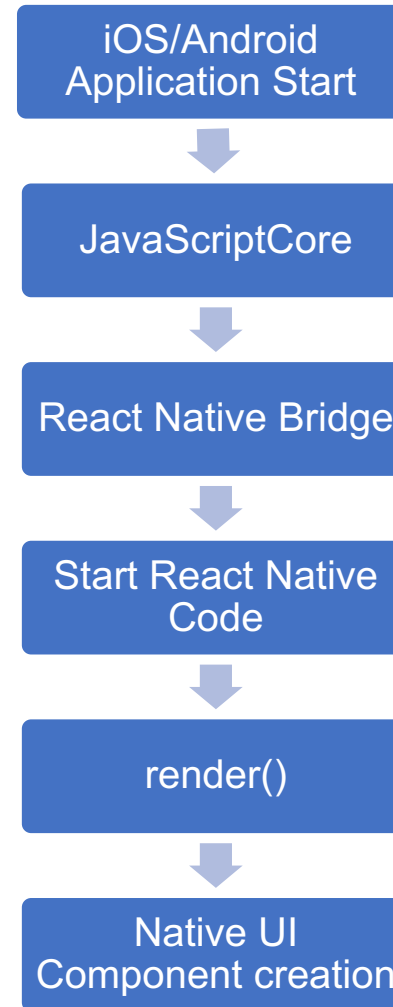 iOS/Android
Application Start
JavaScriptCore
React Native Bridge
Start React Native
Code
render()
Native UI
Component creation